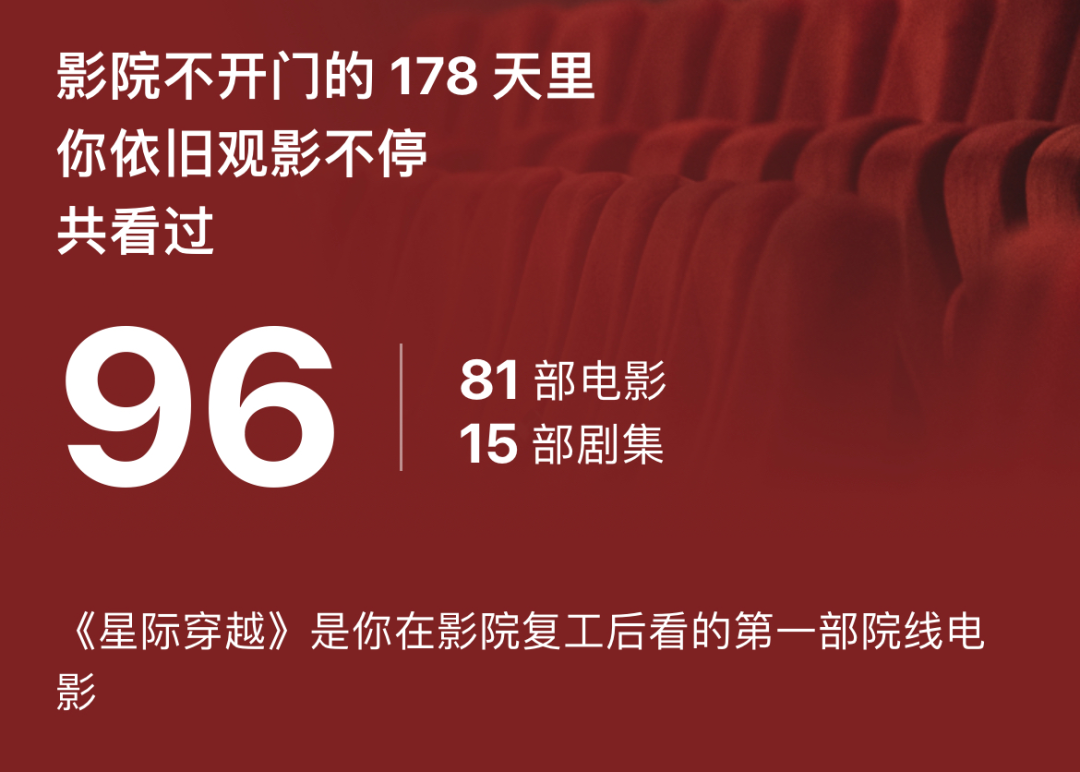 影院不开门的 178 天里
你依旧观影不停
共看过
96
81 部电影
15 部剧集
《星际穿越》是你在影院复工后看的第一部院线电
影